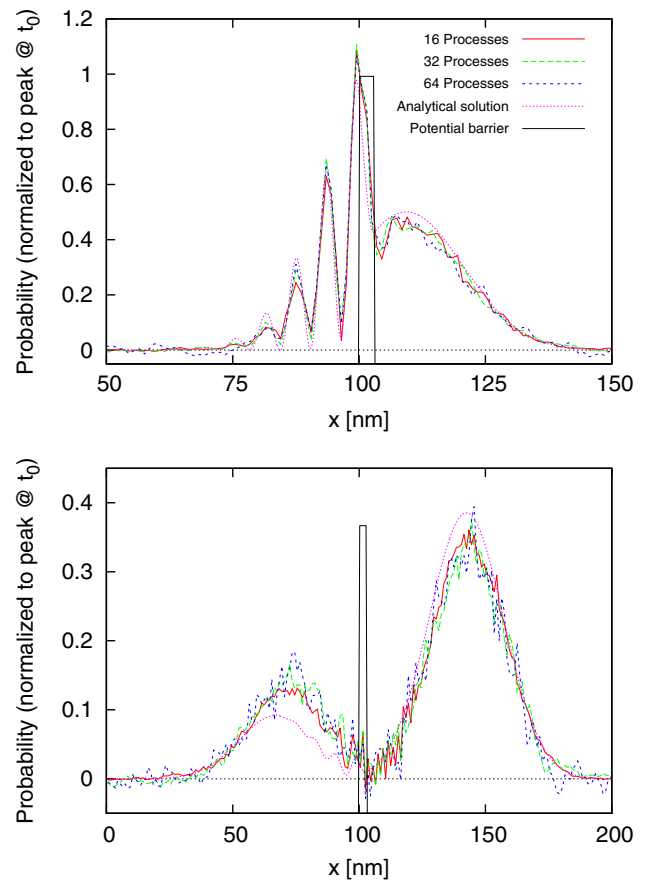 Probability (normalized to peak @ t0)
1.2
1
0.8
0.6
0.4
0.2
0
16 Processes
32 Processes
64 Processes
Analytical solution
Potential barrier
50 75 100 125 150
x [nm]
Probability (normalized to peak @ t0)
0.4
0.3
0.2
0.1
0
0 50 100 150 200
x [nm]